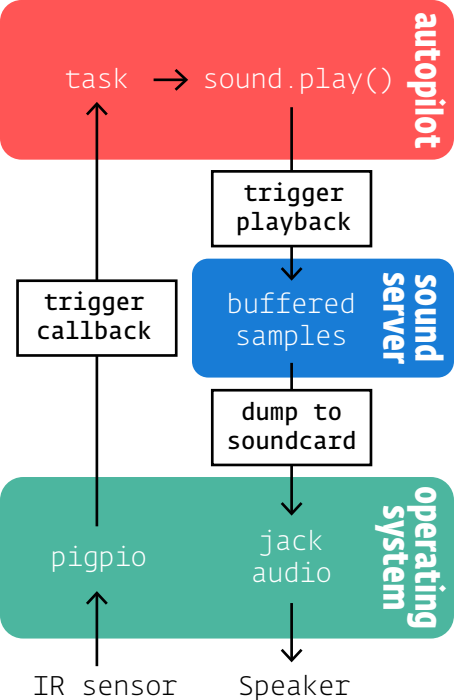 autopilot
task → sound.play()
trigger
playback
sound
server
buffered
samples
trigger
callback
dump to
soundcard
operating
system
pigpio
jack
audio
IR sensor
Speaker